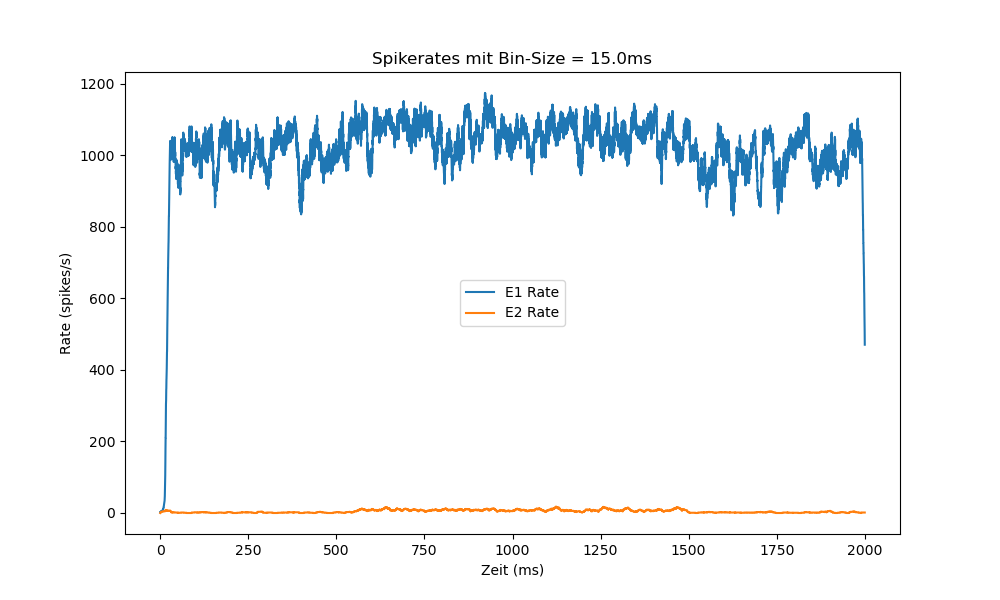 Spikerates mit Bin-Size = 15.0ms
1200
1000
800
600
400
200
0
Rate (spikes/s)
E1 Rate
E2 Rate
0 250 500 750 1000 1250 1500 1750 2000
Zeit (ms)